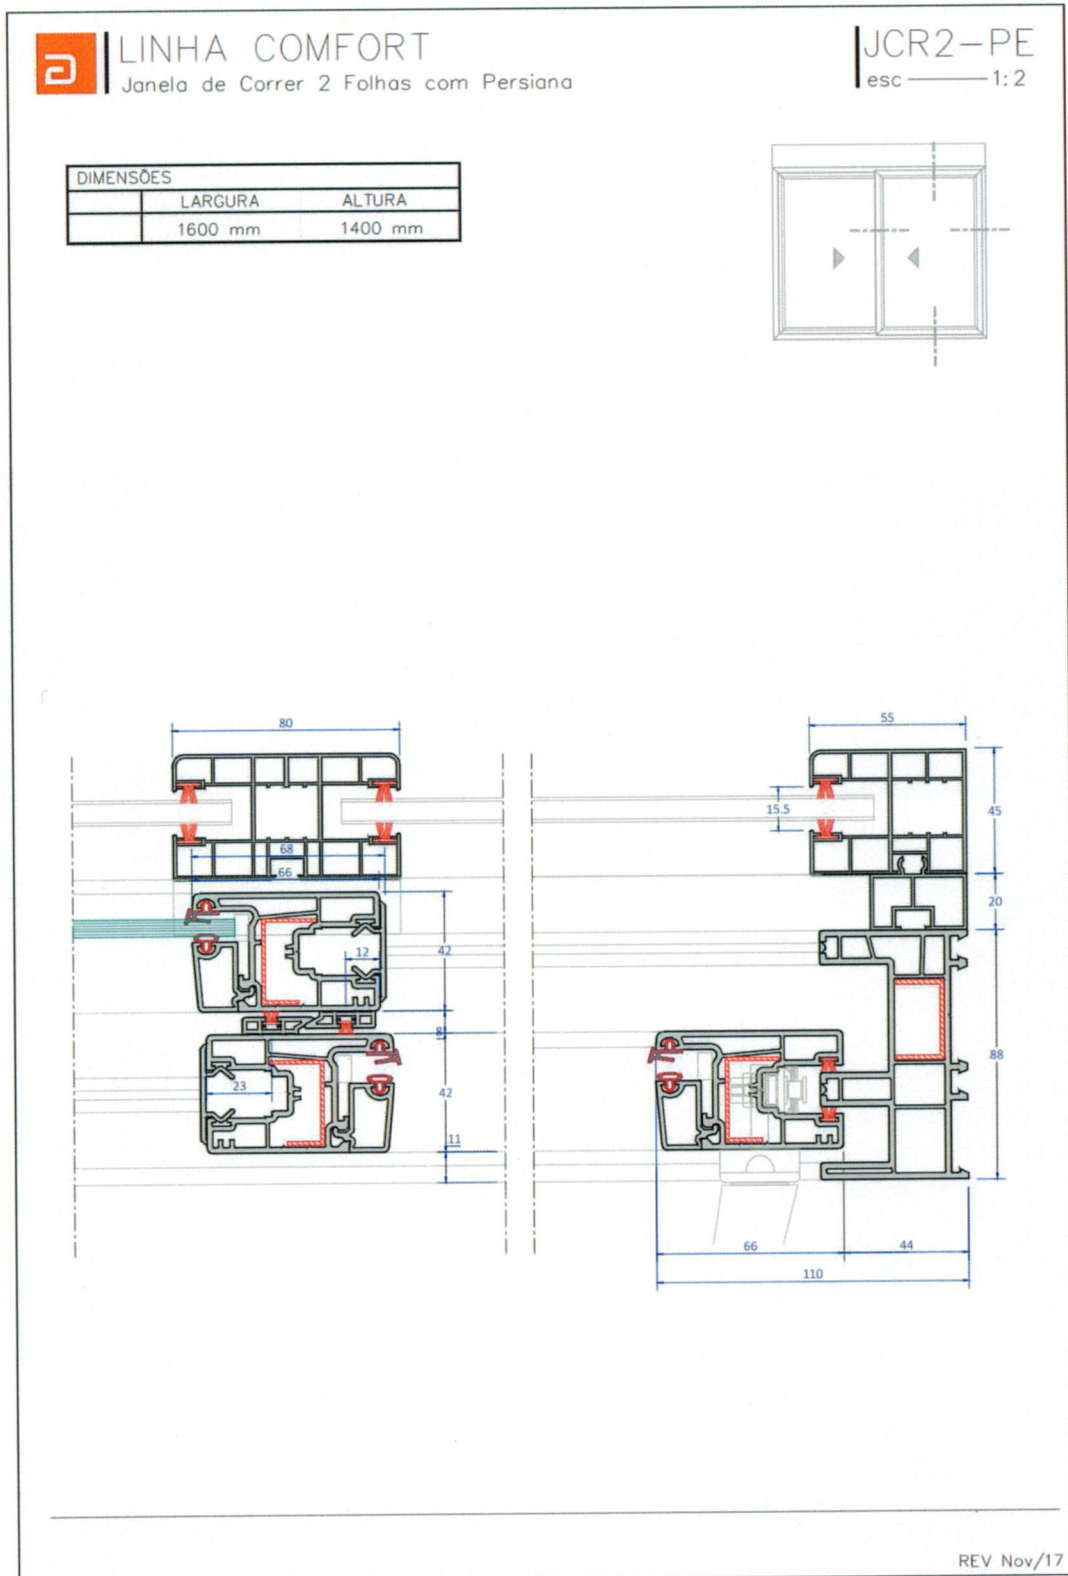 LINHA COMFORT
Janela de Correr 2 Folhas com Persiana
JCR2-PE
esc 1:2
DIMENSÕES
LARGURA ALTURA
1600 mm 1400 mm
80
55
15.5
45
68
66
20
12
42
8
88
23
42
11
66
44
110
REV Nov/17